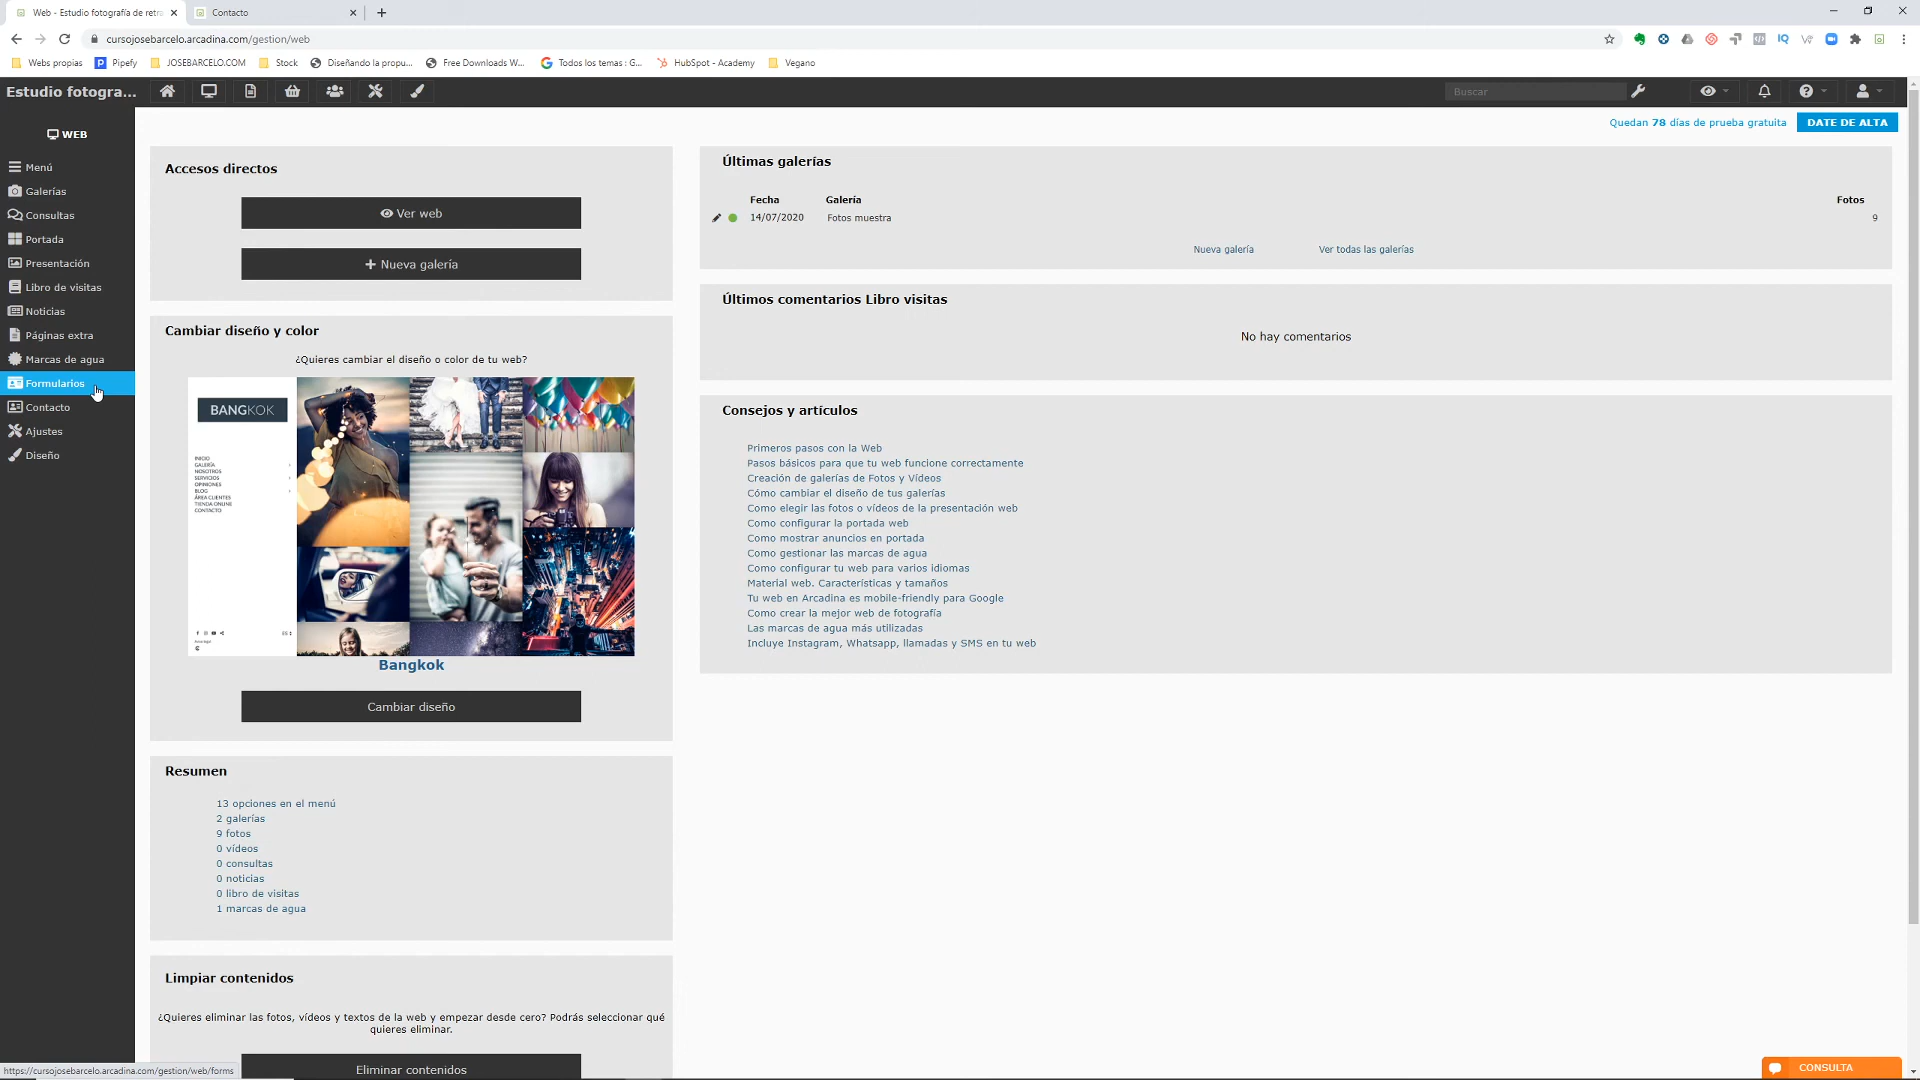 Web - Estudio fotografía de retra
Contacto
cursojosebarcelo.arcadina.com/gestion/web
Webs propias
Pipefy
JOSEBARCELO.COM
Stock
Diseñando la propu...
Free Downloads W...
Todos los temas : G...
HubSpot - Academy
Vegano
Estudio fotogra...
Buscar
WEB
Quedan 78 días de prueba gratuita
DATE DE ALTA
Menú
Galerías
Consultas
Portada
Presentación
Libro de visitas
Noticias
Páginas extra
Marcas de agua
Formularios
Contacto
Ajustes
Diseño
Accesos directos
Ver web
Nueva galería
Cambiar diseño y color
¿Quieres cambiar el diseño o color de tu web?
BANGKOK
INICIO
GALERÍA
NOSOTROS
SERVICIOS
OPINIONES
BLOG
ÁREA CLIENTES
TIENDA ONLINE
CONTACTO
Bangkok
Cambiar diseño
Resumen
13 opciones en el menú
2 galerías
9 fotos
0 vídeos
0 consultas
0 noticias
0 libro de visitas
1 marcas de agua
Limpiar contenidos
¿Quieres eliminar las fotos, vídeos y textos de la web y empezar desde cero? Podrás seleccionar qué
quieres eliminar.
Eliminar contenidos
Últimas galerías
Fecha Galería Fotos
14/07/2020 Fotos muestra 9
Nueva galería Ver todas las galerías
Últimos comentarios Libro visitas
No hay comentarios
Consejos y artículos
Primeros pasos con la Web
Pasos básicos para que tu web funcione correctamente
Creación de galerías de Fotos y Vídeos
Cómo cambiar el diseño de tus galerías
Como elegir las fotos o vídeos de la presentación web
Como configurar la portada web
Como mostrar anuncios en portada
Como gestionar las marcas de agua
Como configurar tu web para varios idiomas
Material web. Características y tamaños
Tu web en Arcadina es mobile-friendly para Google
Como crear la mejor web de fotografía
Las marcas de agua más utilizadas
Incluye Instagram, Whatsapp, llamadas y SMS en tu web
https://cursojosebarcelo.arcadina.com/gestion/web/forms
CONSULTA